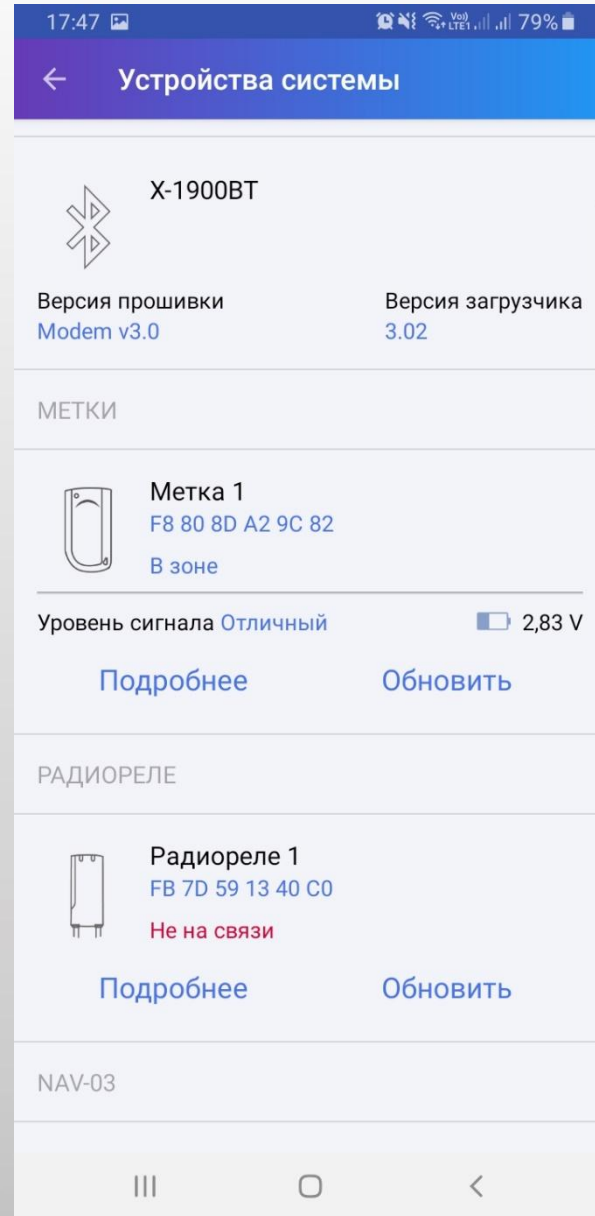 17:47
Vo)) LTE1 79%
Устройства системы
X-1900BT
Версия прошивки Версия загрузчика
Modem v3.0 3.02
МЕТКИ
Метка 1
F8 80 8D A2 9C 82
В зоне
Уровень сигнала Отличный 2,83 V
Подробнее Обновить
РАДИОРЕЛЕ
Радиореле 1
FB 7D 59 13 40 C0
Не на связи
Подробнее Обновить
NAV-03